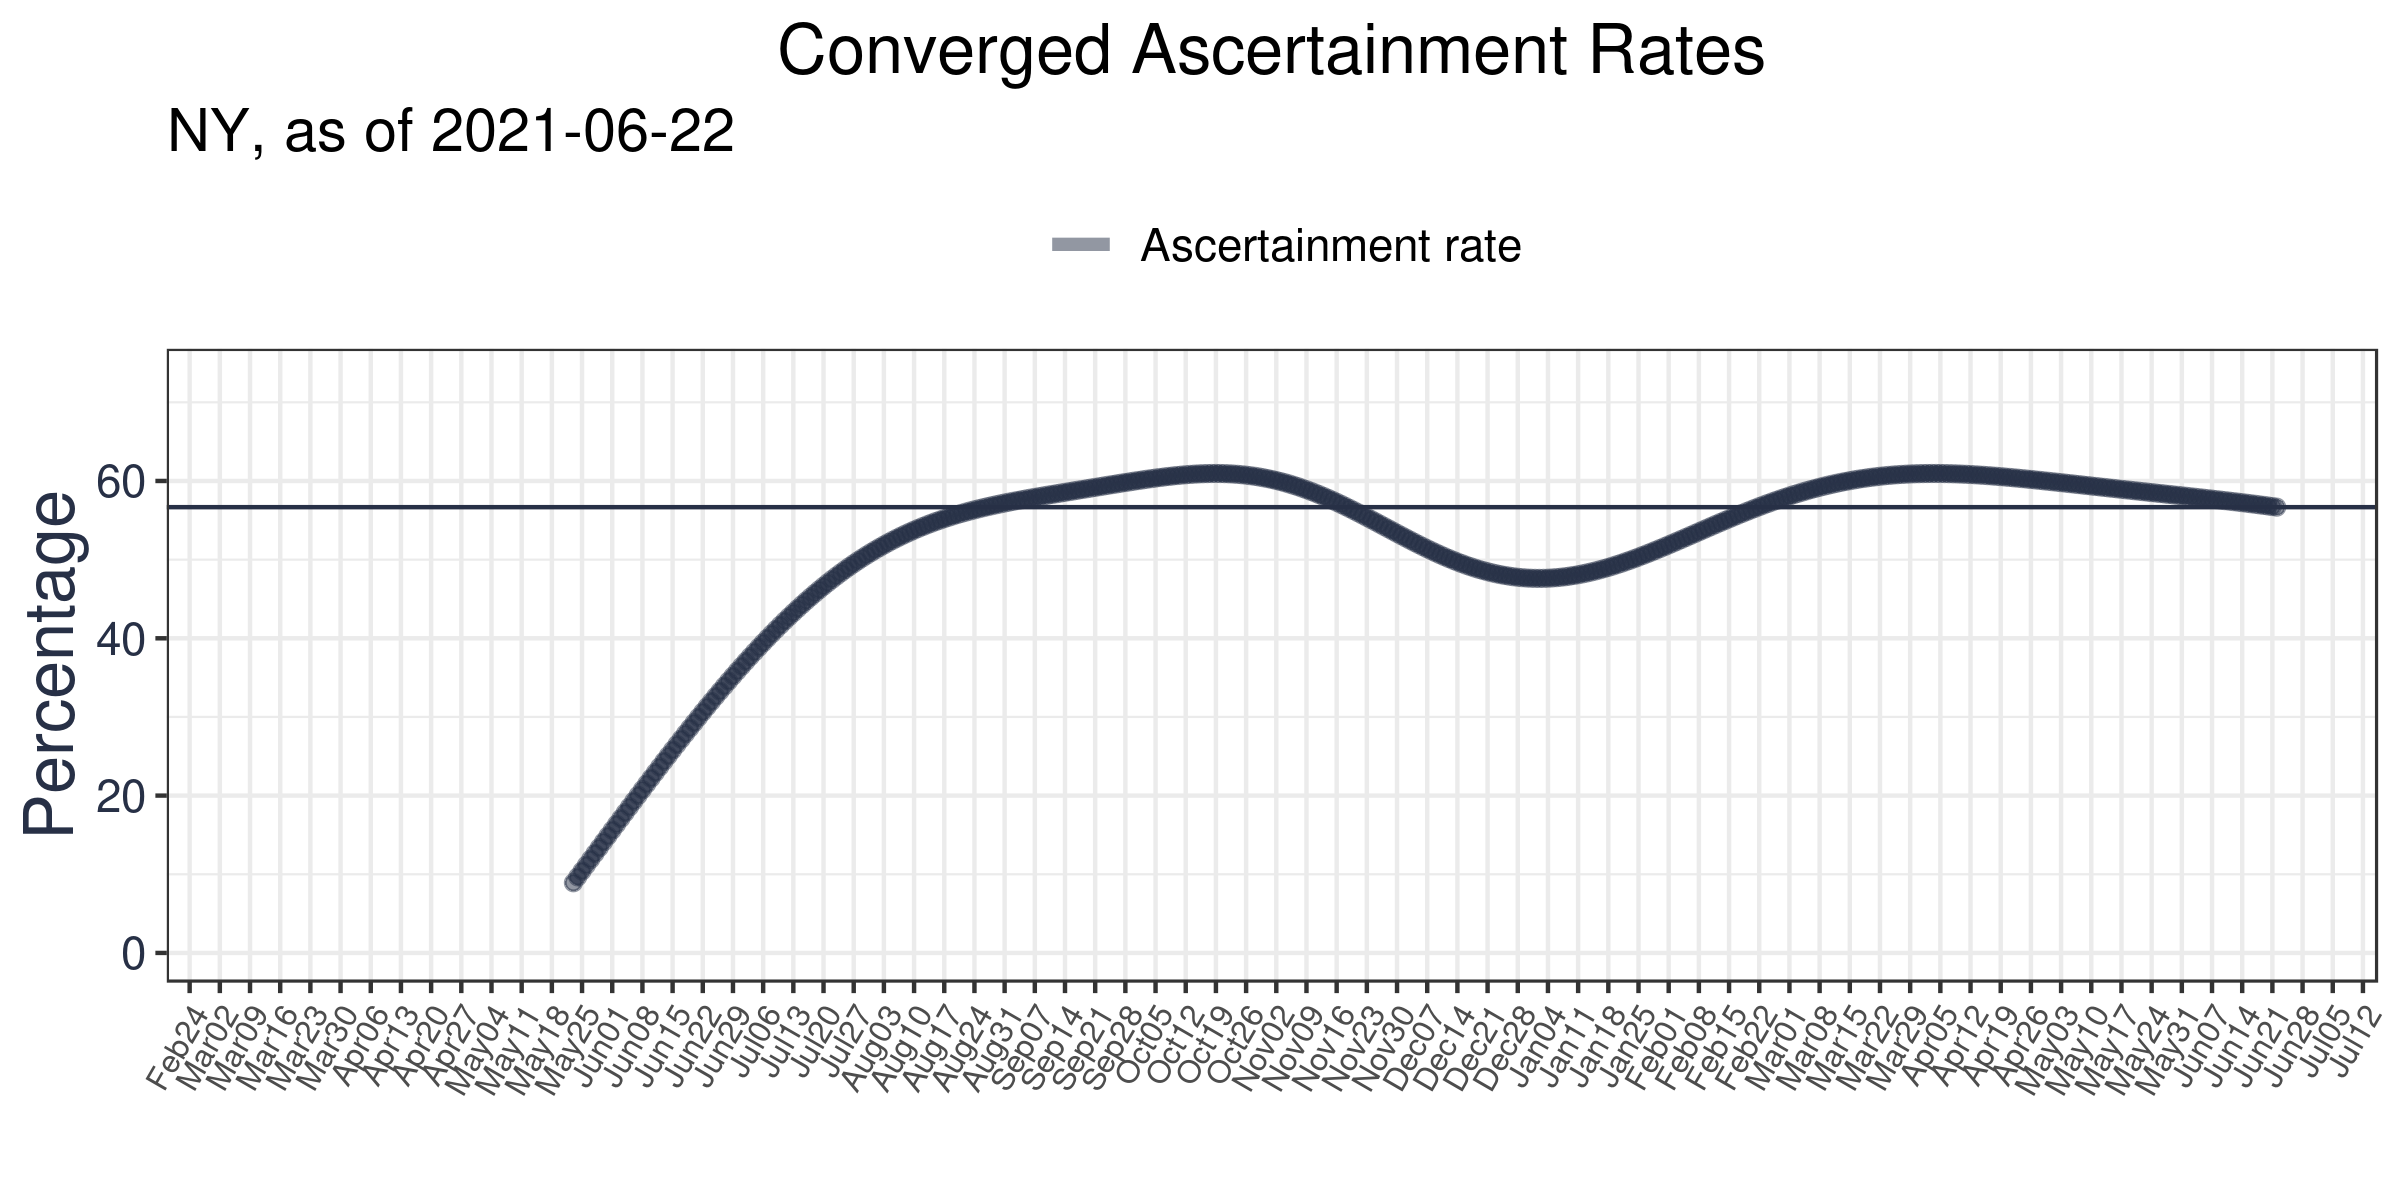 Converged Ascertainment Rates
NY, as of 2021-06-22
Ascertainment rate
Percentage
60
40
20
0
Feb24
Mar02
Mar09
Mar16
Mar23
Mar30
Apr06
Apr13
Apr20
Apr27
May04
May11
May18
May25
Jun01
Jun08
Jun15
Jun22
Jun29
Jul06
Jul13
Jul20
Jul27
Aug03
Aug10
Aug17
Aug24
Aug31
Sep07
Sep14
Sep21
Sep28
Oct05
Oct12
Oct19
Oct26
Nov02
Nov09
Nov16
Nov23
Nov30
Dec07
Dec14
Dec21
Dec28
Jan04
Jan11
Jan18
Jan25
Feb01
Feb08
Feb15
Feb22
Mar01
Mar08
Mar15
Mar22
Mar29
Apr05
Apr12
Apr19
Apr26
May03
May10
May17
May24
May31
Jun07
Jun14
Jun21
Jun28
Jul05
Jul12